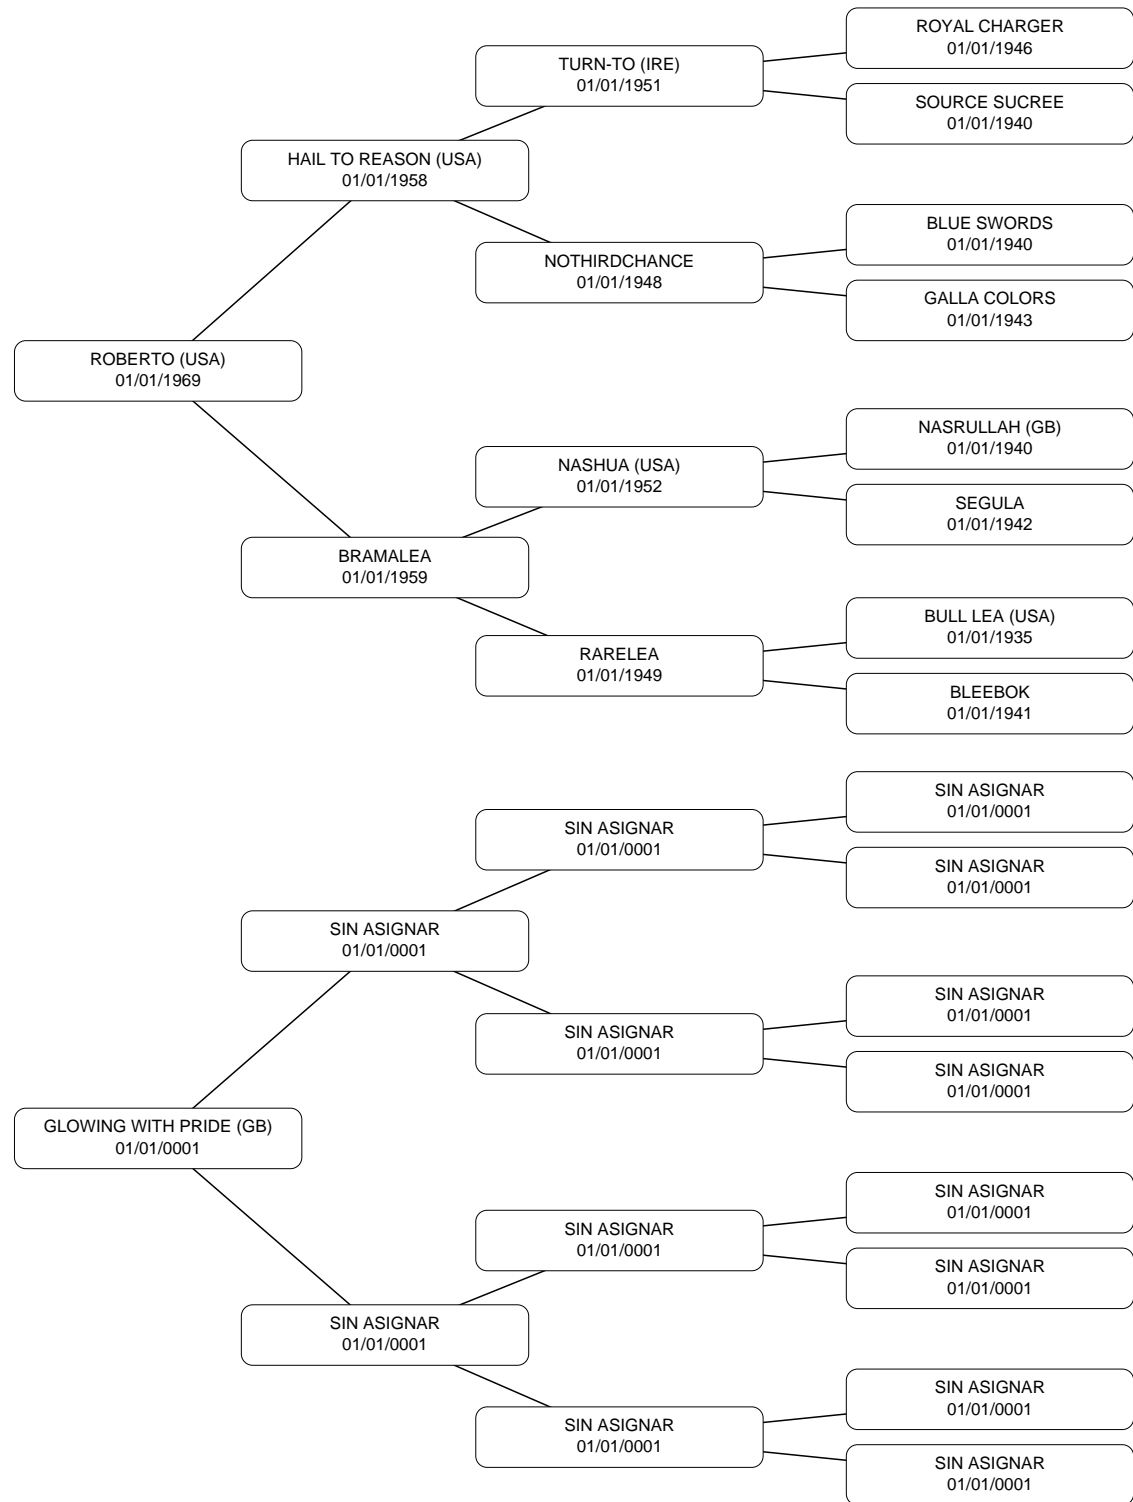 ROYAL CHARGER
01/01/1946
TURN-TO (IRE)
01/01/1951
SOURCE SUCREE
01/01/1940
HAIL TO REASON (USA)
01/01/1958
BLUE SWORDS
01/01/1940
NOTHIRDCHANCE
01/01/1948
GALLA COLORS
01/01/1943
ROBERTO (USA)
01/01/1969
NASRULLAH (GB)
01/01/1940
NASHUA (USA)
01/01/1952
SEGULA
01/01/1942
BRAMALEA
01/01/1959
BULL LEA (USA)
01/01/1935
RARELEA
01/01/1949
BLEEBOK
01/01/1941
SIN ASIGNAR
01/01/0001
SIN ASIGNAR
01/01/0001
SIN ASIGNAR
01/01/0001
SIN ASIGNAR
01/01/0001
SIN ASIGNAR
01/01/0001
SIN ASIGNAR
01/01/0001
SIN ASIGNAR
01/01/0001
GLOWING WITH PRIDE (GB)
01/01/0001
SIN ASIGNAR
01/01/0001
SIN ASIGNAR
01/01/0001
SIN ASIGNAR
01/01/0001
SIN ASIGNAR
01/01/0001
SIN ASIGNAR
01/01/0001
SIN ASIGNAR
01/01/0001
SIN ASIGNAR
01/01/0001